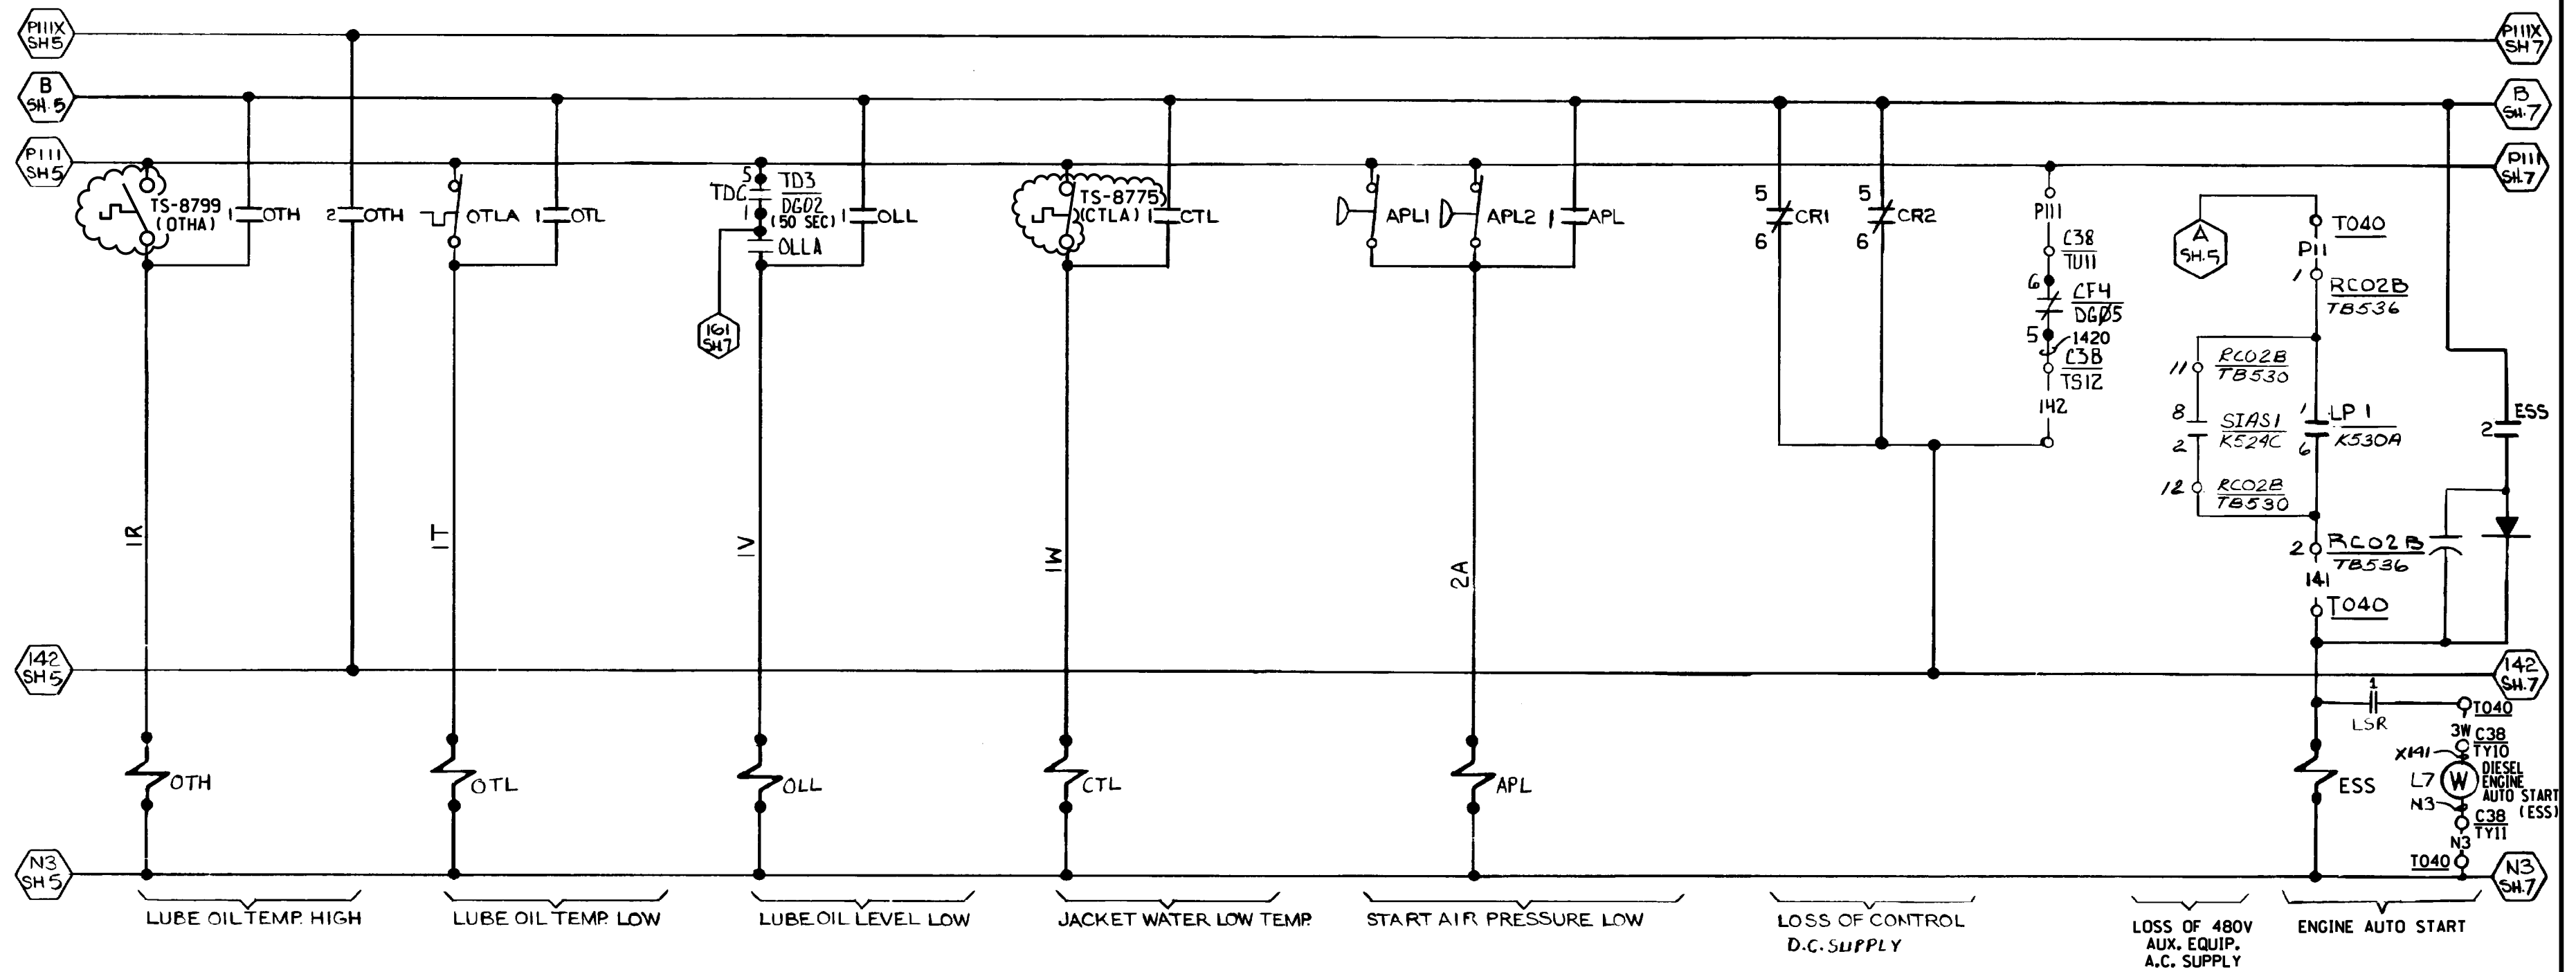 P111X
SH5
P111X
SH7
B
SH.5
B
SH.7
P111
SH5
P111
SH.7
TS-8799
(OTHA)
1 OTH
2 OTH
OTLA
1 OTL
5
TDC
1
TD3
DG02
(50 SEC)
OLLA
1 OLL
161
SH7
TS-8775
(CTLA)
1 CTL
APL1
APL2
1 APL
5
CR1
6
5
CR2
6
P111
C38
TU11
6
CF4
DGØ5
5
1420
C38
TS12
142
A
SH.5
T040
P11
1
RC02B
TB536
11
RC02B
TB530
8
SIAS1
K524C
2
12
RC02B
TB530
1
LP1
K530A
6
ESS
2
2
RC02B
TB536
141
T040
1R
1T
1V
1W
2A
142
SH5
142
SH.7
1
LSR
T040
3W
C38
TY10
X141
L7
W
DIESEL
ENGINE
AUTO START
(ESS)
N3
C38
TY11
N3
T040
OTH
OTL
OLL
CTL
APL
ESS
N3
SH5
N3
SH.7
LUBE OIL TEMP. HIGH
LUBE OIL TEMP. LOW
LUBE OIL LEVEL LOW
JACKET WATER LOW TEMP.
START AIR PRESSURE LOW
LOSS OF CONTROL
D.C. SUPPLY
LOSS OF 480V
AUX. EQUIP.
A.C. SUPPLY
ENGINE AUTO START